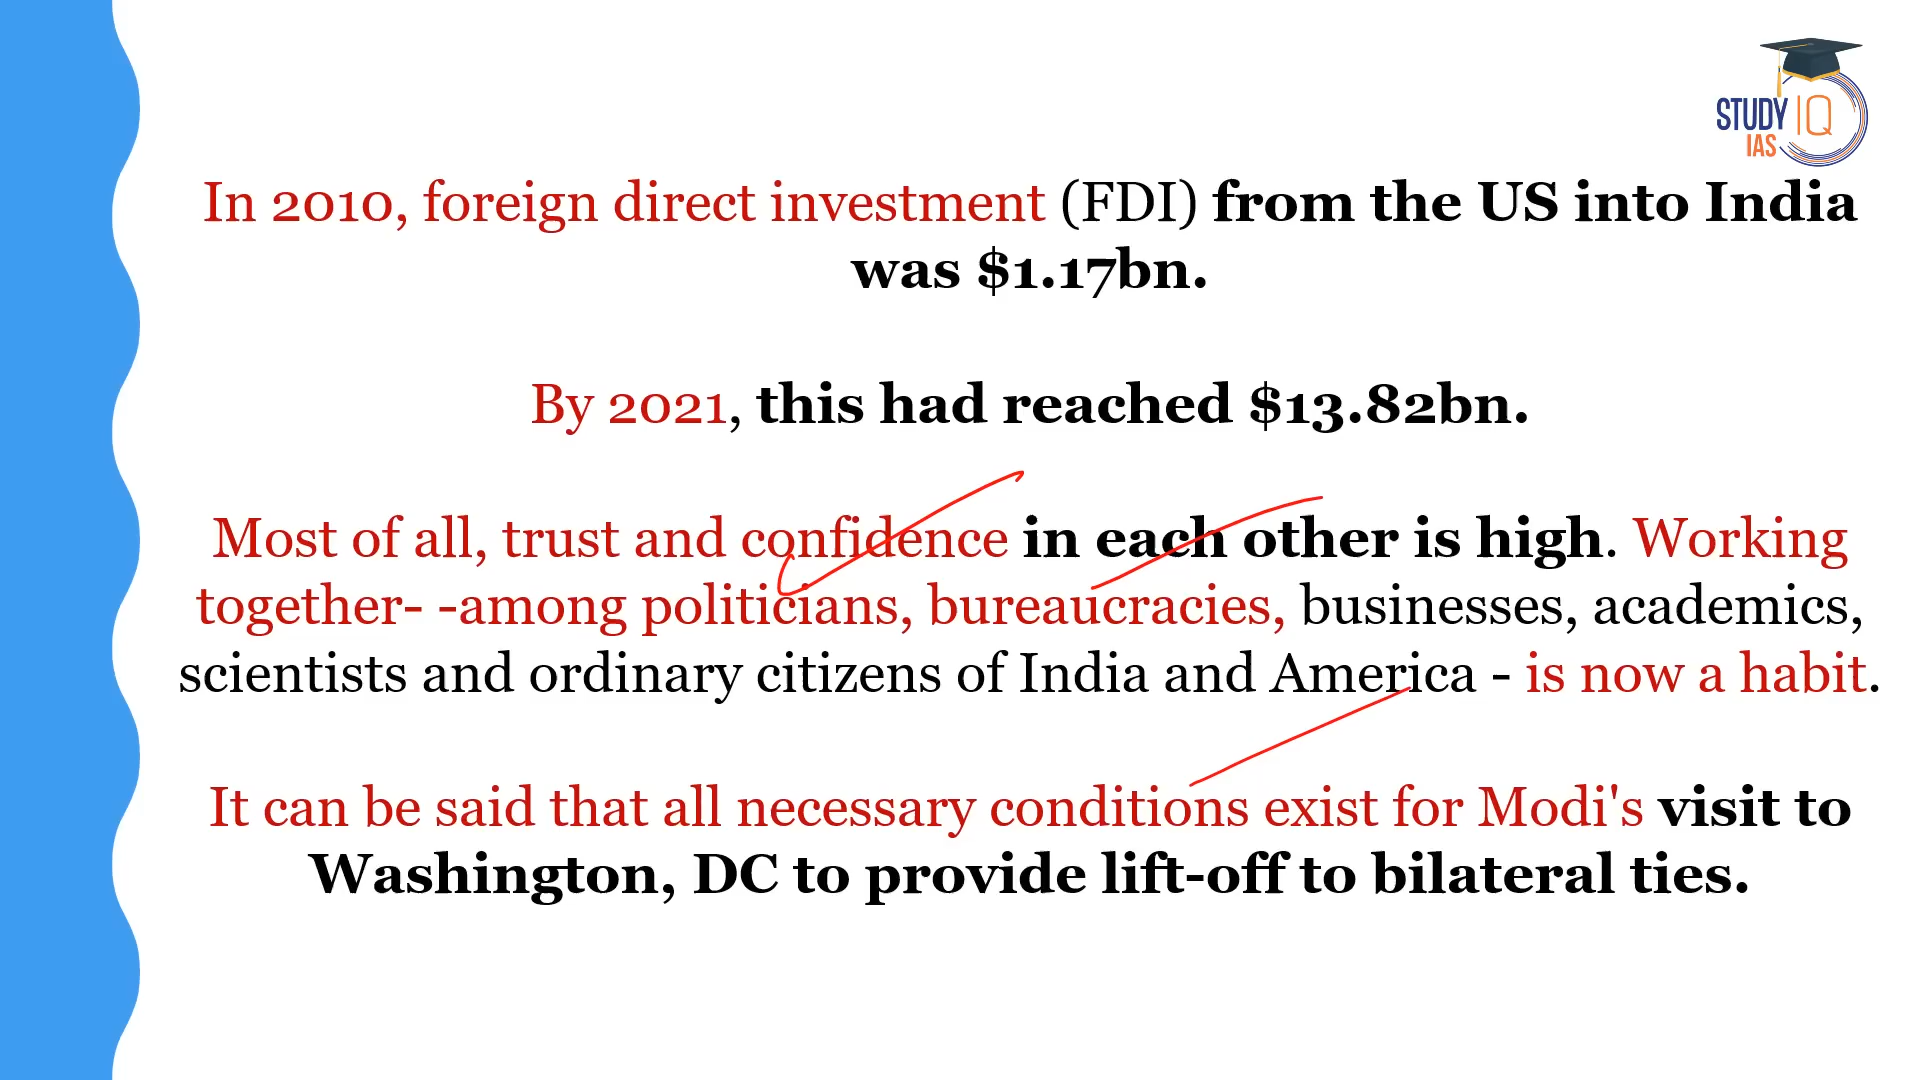 STUDY IQ
IAS
In 2010, foreign direct investment (FDI) from the US into India
was $1.17bn.
By 2021, this had reached $13.82bn.
Most of all, trust and confidence in each other is high. Working
together- -among politicians, bureaucracies, businesses, academics,
scientists and ordinary citizens of India and America - is now a habit.
It can be said that all necessary conditions exist for Modi's visit to
Washington, DC to provide lift-off to bilateral ties.